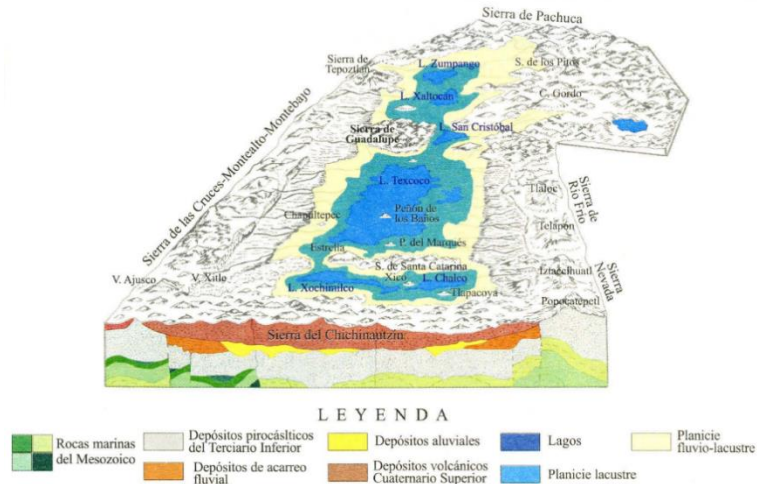 Sierra de Pachuca
Sierra de
Tepoztlán
L. Zumpango
S. de los Pitos
L. Xaltocán
C. Gordo
Sierra de
Guadalupe
L. San Cristóbal
Sierra de las Cruces-Montealto-Montebajo
L. Texcoco
Tlaloc
Sierra de
Río Frío
Chapultepec
Peñón de
los Baños
Telapón
Estrella
P. del Marqués
S. de Santa Catarina
Iztaccíhuatl
Sierra
Nevada
V. Ajusco
V. Xitle
Xico
L. Chalco
L. Xochimilco
Tlapacoya
Popocatépetl
Sierra del Chichinautzin
LEYENDA
Rocas marinas
del Mesozoico
Depósitos pirocáslticos
del Terciario Inferior
Depósitos aluviales
Lagos
Planicie
fluvio-lacustre
Depósitos de acarreo
fluvial
Depósitos volcánicos
Cuaternario Superior
Planicie lacustre